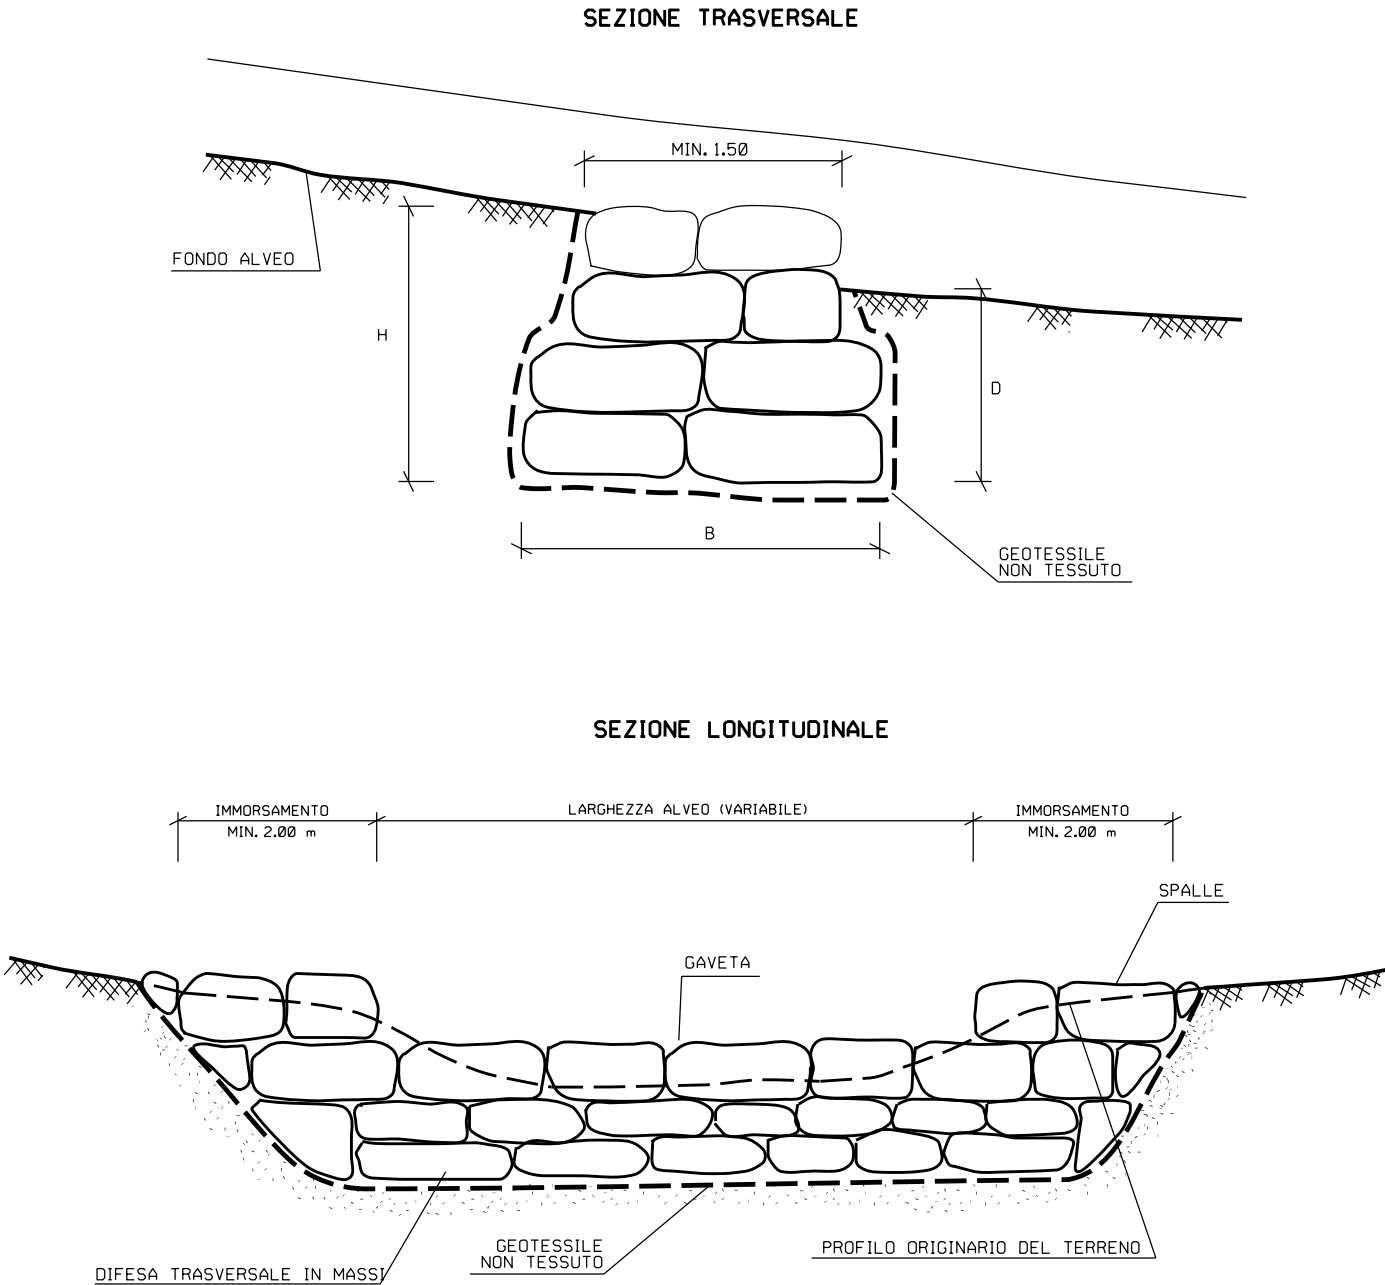 SEZIONE TRASVERSALE
MIN. 1.50
FONDO ALVEO
H
D
B
GEOTESSILE
NON TESSUTO
SEZIONE LONGITUDINALE
IMMORSAMENTO
MIN. 2.00 m
LARGHEZZA ALVEO (VARIABILE)
IMMORSAMENTO
MIN. 2.00 m
SPALLE
GAVETA
GEOTESSILE
NON TESSUTO
PROFILO ORIGINARIO DEL TERRENO
DIFESA TRASVERSALE IN MASSI